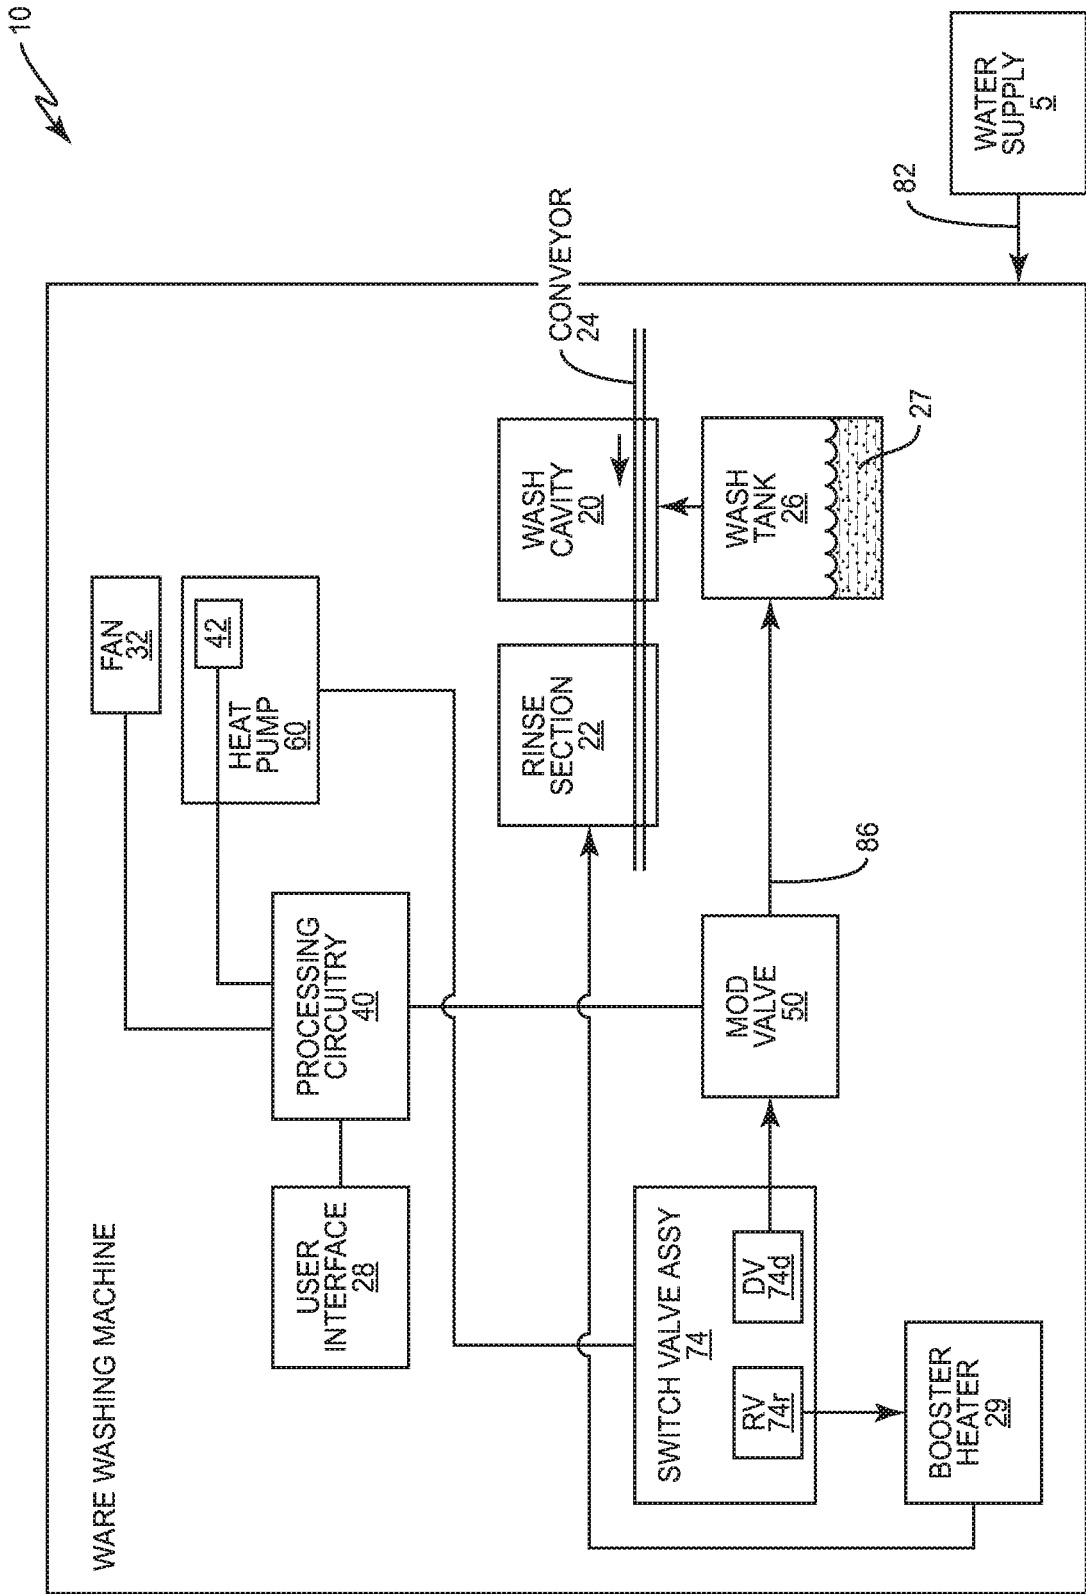 10
WARE WASHING MACHINE
USER
INTERFACE
28
PROCESSING
CIRCUITRY
40
FAN
32
HEAT
PUMP
60
42
RINSE
SECTION
22
WASH
CAVITY
20
CONVEYOR
24
SWITCH VALVE ASSY
74
RV
74r
DV
74d
MOD
VALVE
50
86
WASH
TANK
26
27
BOOSTER
HEATER
29
82
WATER
SUPPLY
5